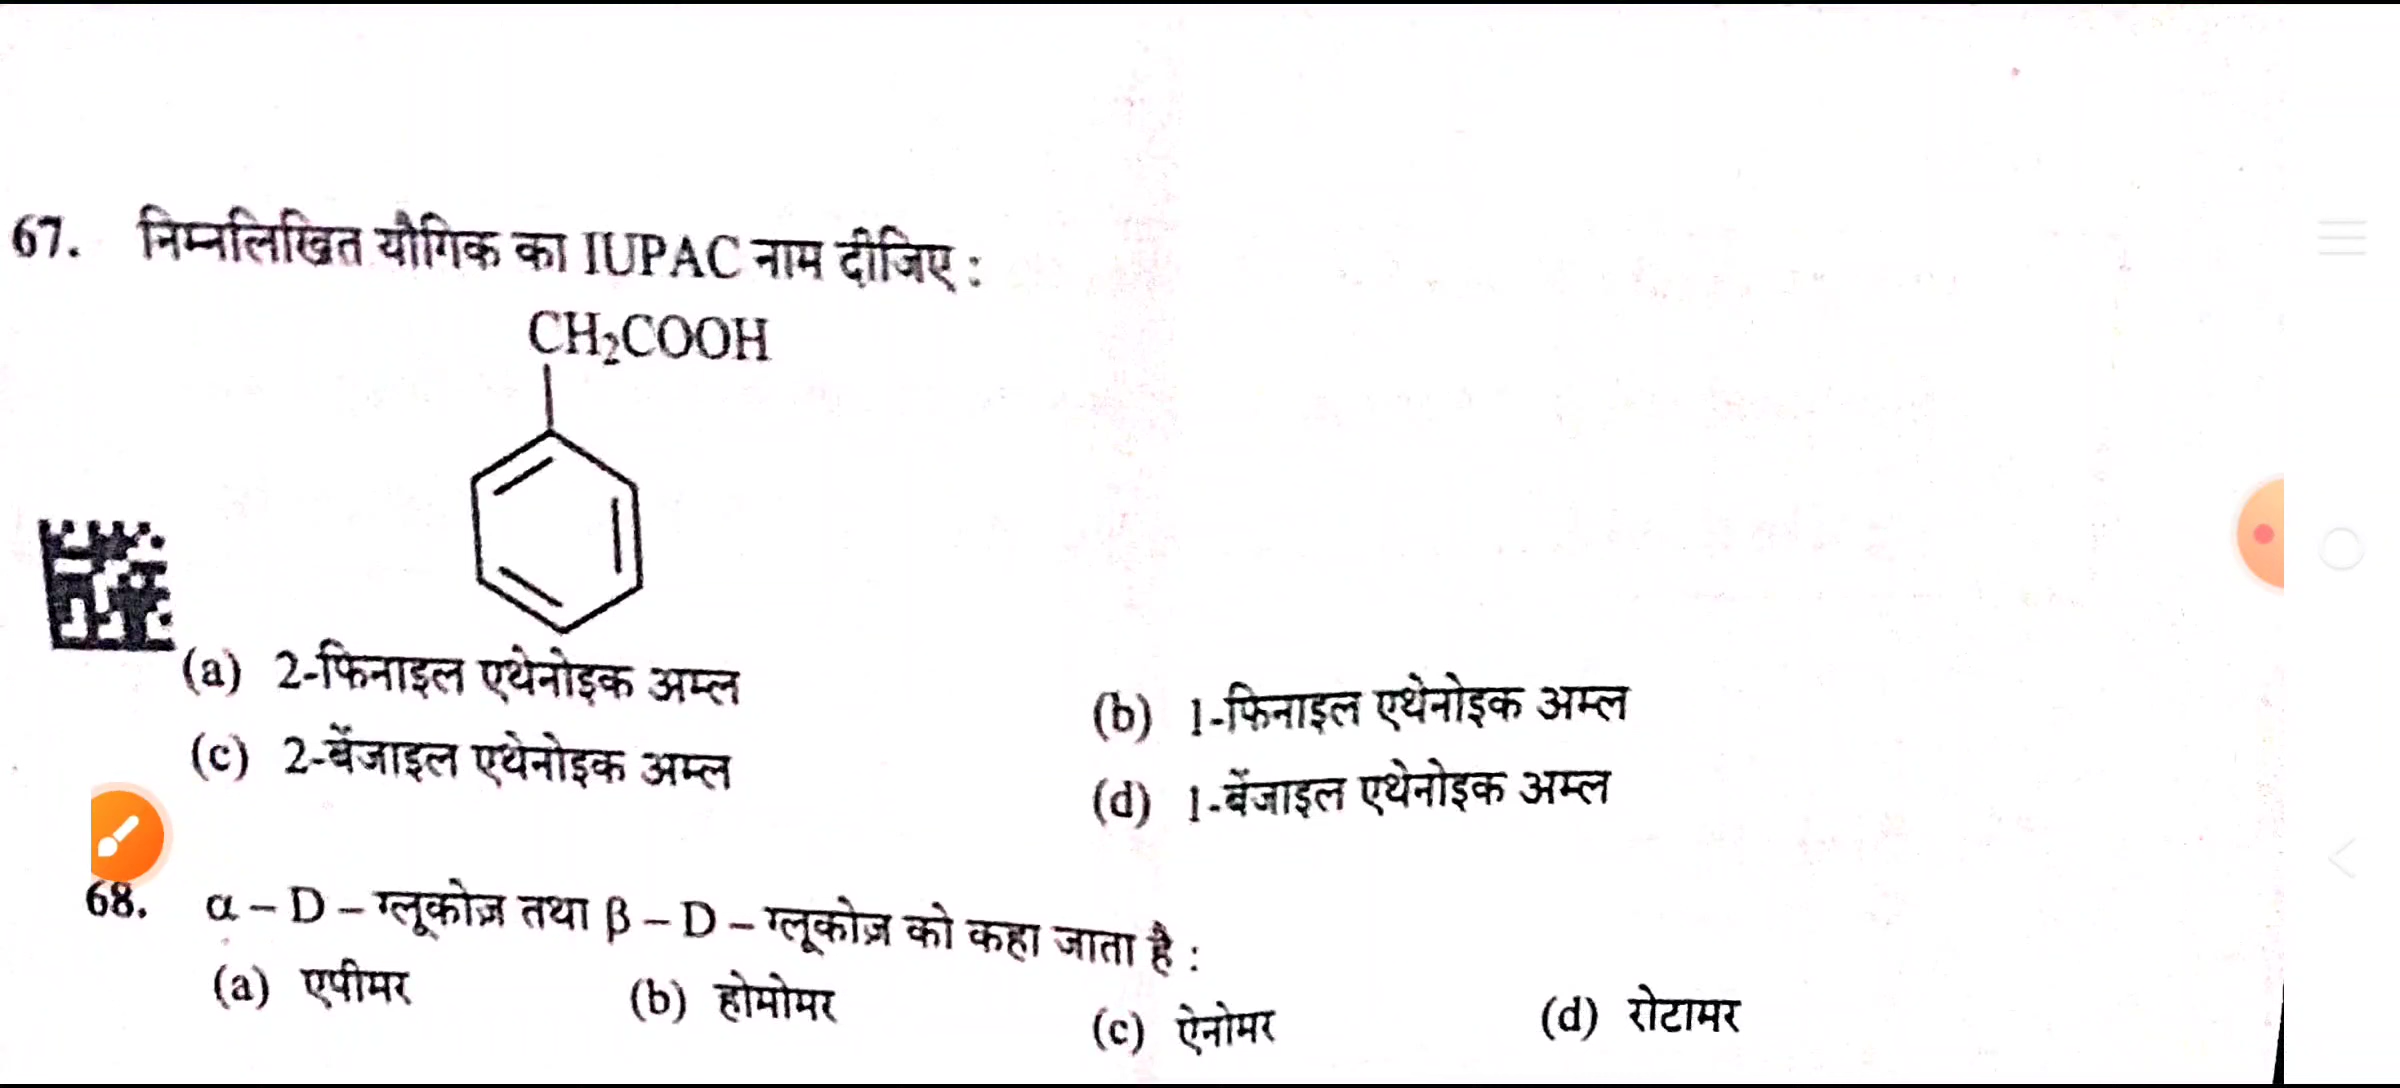 67. निम्नलिखित यौगिक का IUPAC नाम दीजिए :
CH₂COOH
(a) 2-फिनाइल एथेनोइक अम्ल
(b) 1-फिनाइल एथेनोइक अम्ल
(c) 2-बेंजाइल एथेनोइक अम्ल
(d) 1-बेंजाइल एथेनोइक अम्ल
68. α – D – ग्लूकोज़ तथा β – D – ग्लूकोज़ को कहा जाता है :
(a) एपीमर (b) होमोमर (c) ऐनोमर (d) रोटामर